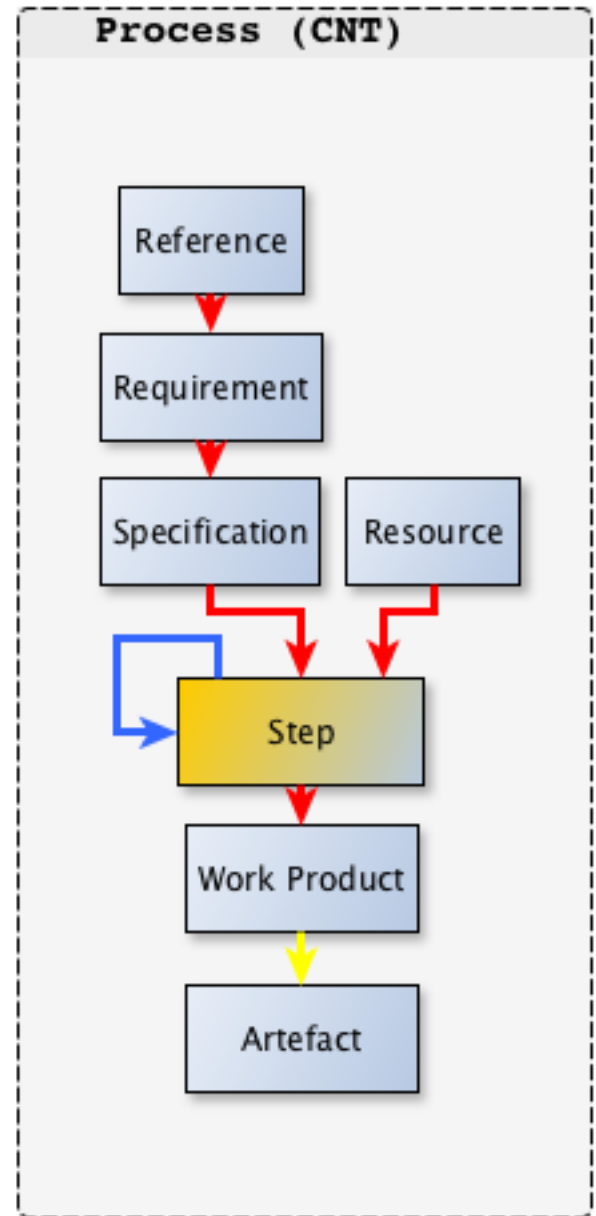 Process (CNT)
Reference
Requirement
Specification
Resource
Step
Work Product
Artefact